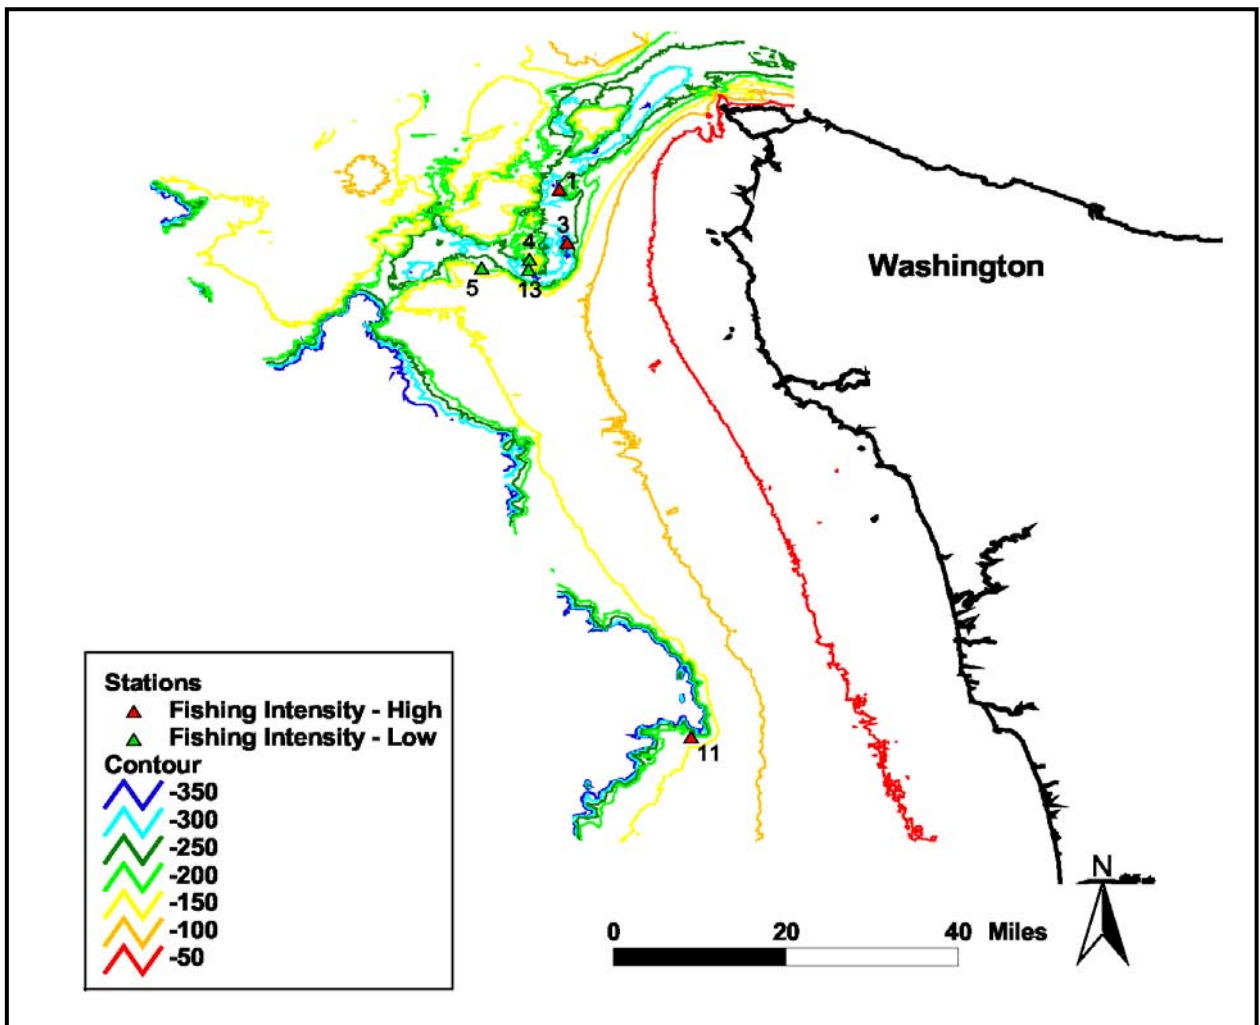 1
3
4
5
13
Washington
11
Stations
Fishing Intensity - High
Fishing Intensity - Low
Contour
-350
-300
-250
-200
-150
-100
-50
N
0 20 40 Miles